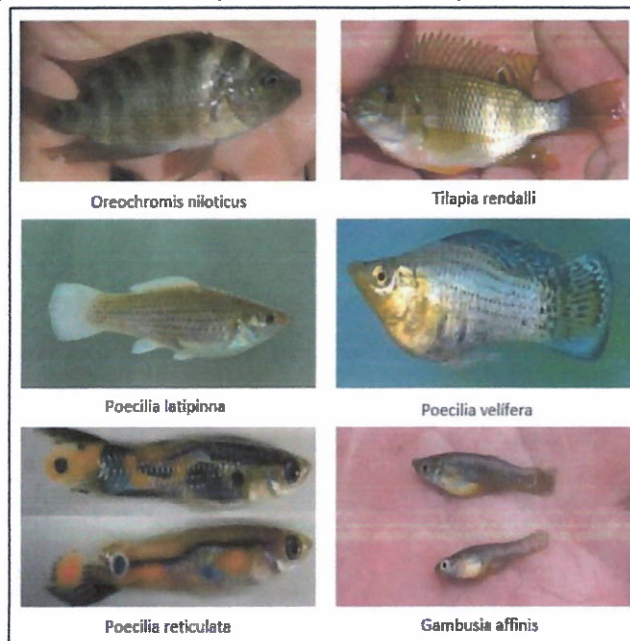 Oreochromis niloticus
Tilapia rendalli
Poecilia latipinna
Poecilia velifera
Poecilia reticulata
Gambusia affinis